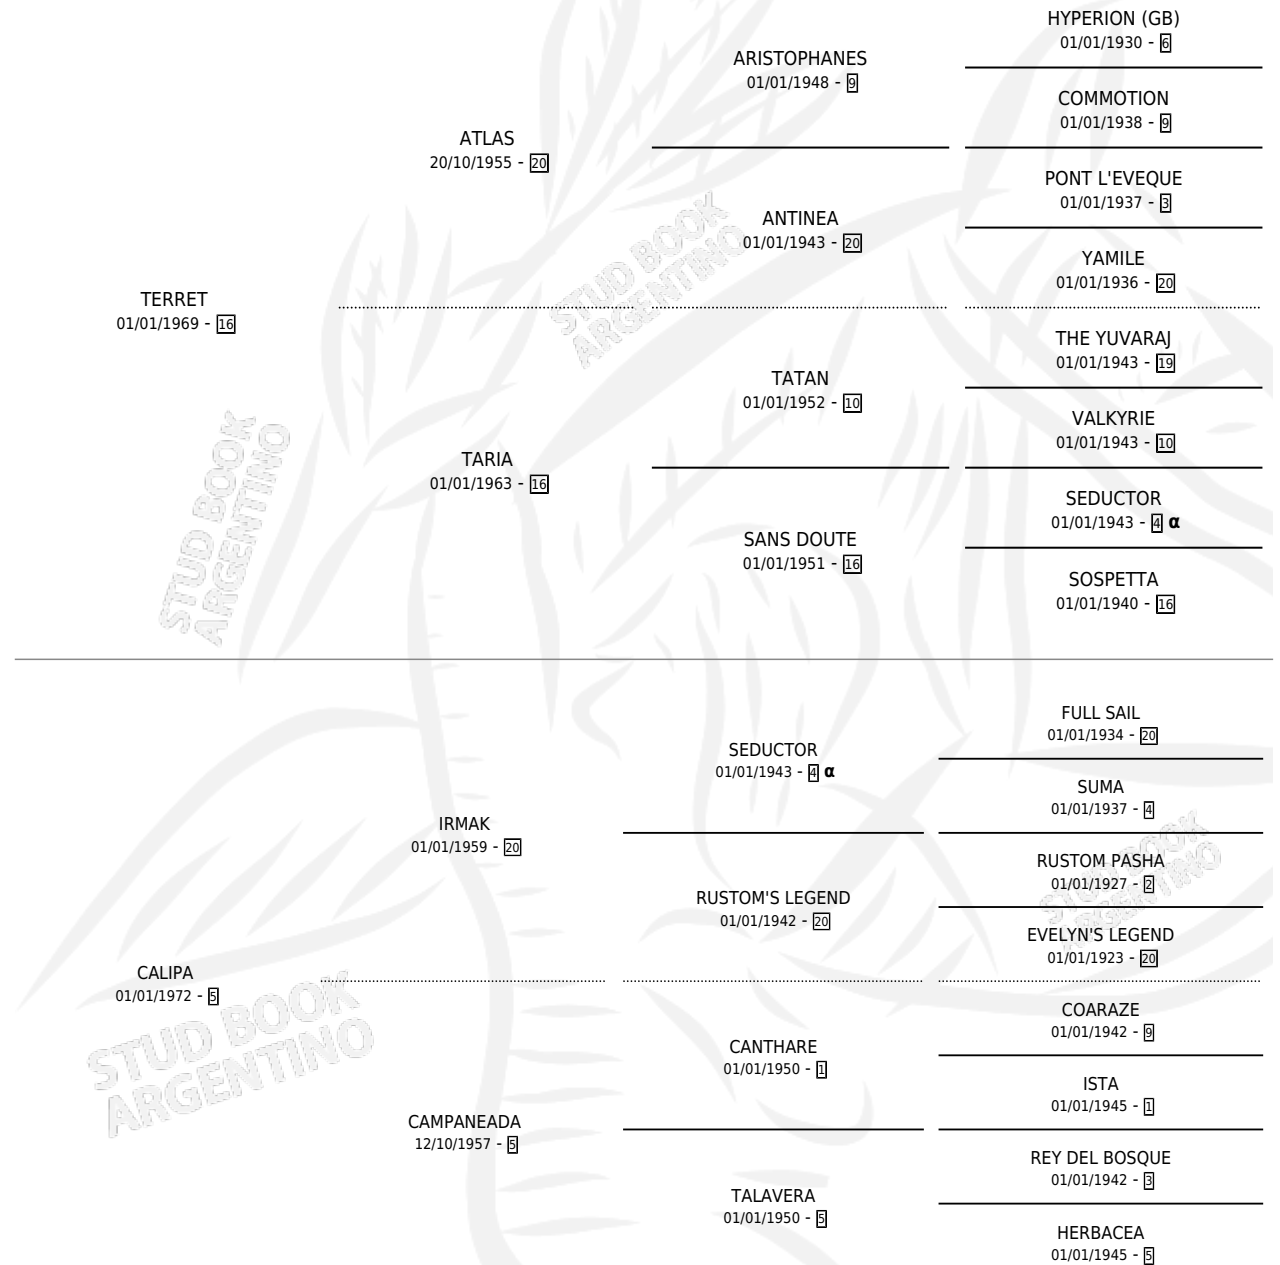 TERRET
01/01/1969 - 16
ATLAS
20/10/1955 - 20
ARISTOPHANES
01/01/1948 - 9
HYPERION (GB)
01/01/1930 - 6
COMMOTION
01/01/1938 - 9
ANTINEA
01/01/1943 - 20
PONT L'EVEQUE
01/01/1937 - 3
YAMILE
01/01/1936 - 20
TARIA
01/01/1963 - 16
TATAN
01/01/1952 - 10
THE YUVARAJ
01/01/1943 - 19
VALKYRIE
01/01/1943 - 10
SANS DOUTE
01/01/1951 - 16
SEDUCTOR
01/01/1943 - 4 α
SOSPETTA
01/01/1940 - 16
CALIPA
01/01/1972 - 5
IRMAK
01/01/1959 - 20
SEDUCTOR
01/01/1943 - 4 α
FULL SAIL
01/01/1934 - 20
SUMA
01/01/1937 - 4
RUSTOM'S LEGEND
01/01/1942 - 20
RUSTOM PASHA
01/01/1927 - 2
EVELYN'S LEGEND
01/01/1923 - 20
CAMPANEADA
12/10/1957 - 5
CANTHARE
01/01/1950 - 1
COARAZE
01/01/1942 - 9
ISTA
01/01/1945 - 1
TALAVERA
01/01/1950 - 5
REY DEL BOSQUE
01/01/1942 - 3
HERBACEA
01/01/1945 - 5
STUD BOOK
ARGENTINO
STUD BOOK
ARGENTINO
STUD BOOK
ARGENTINO
STUD BOOK
ARGENTINO